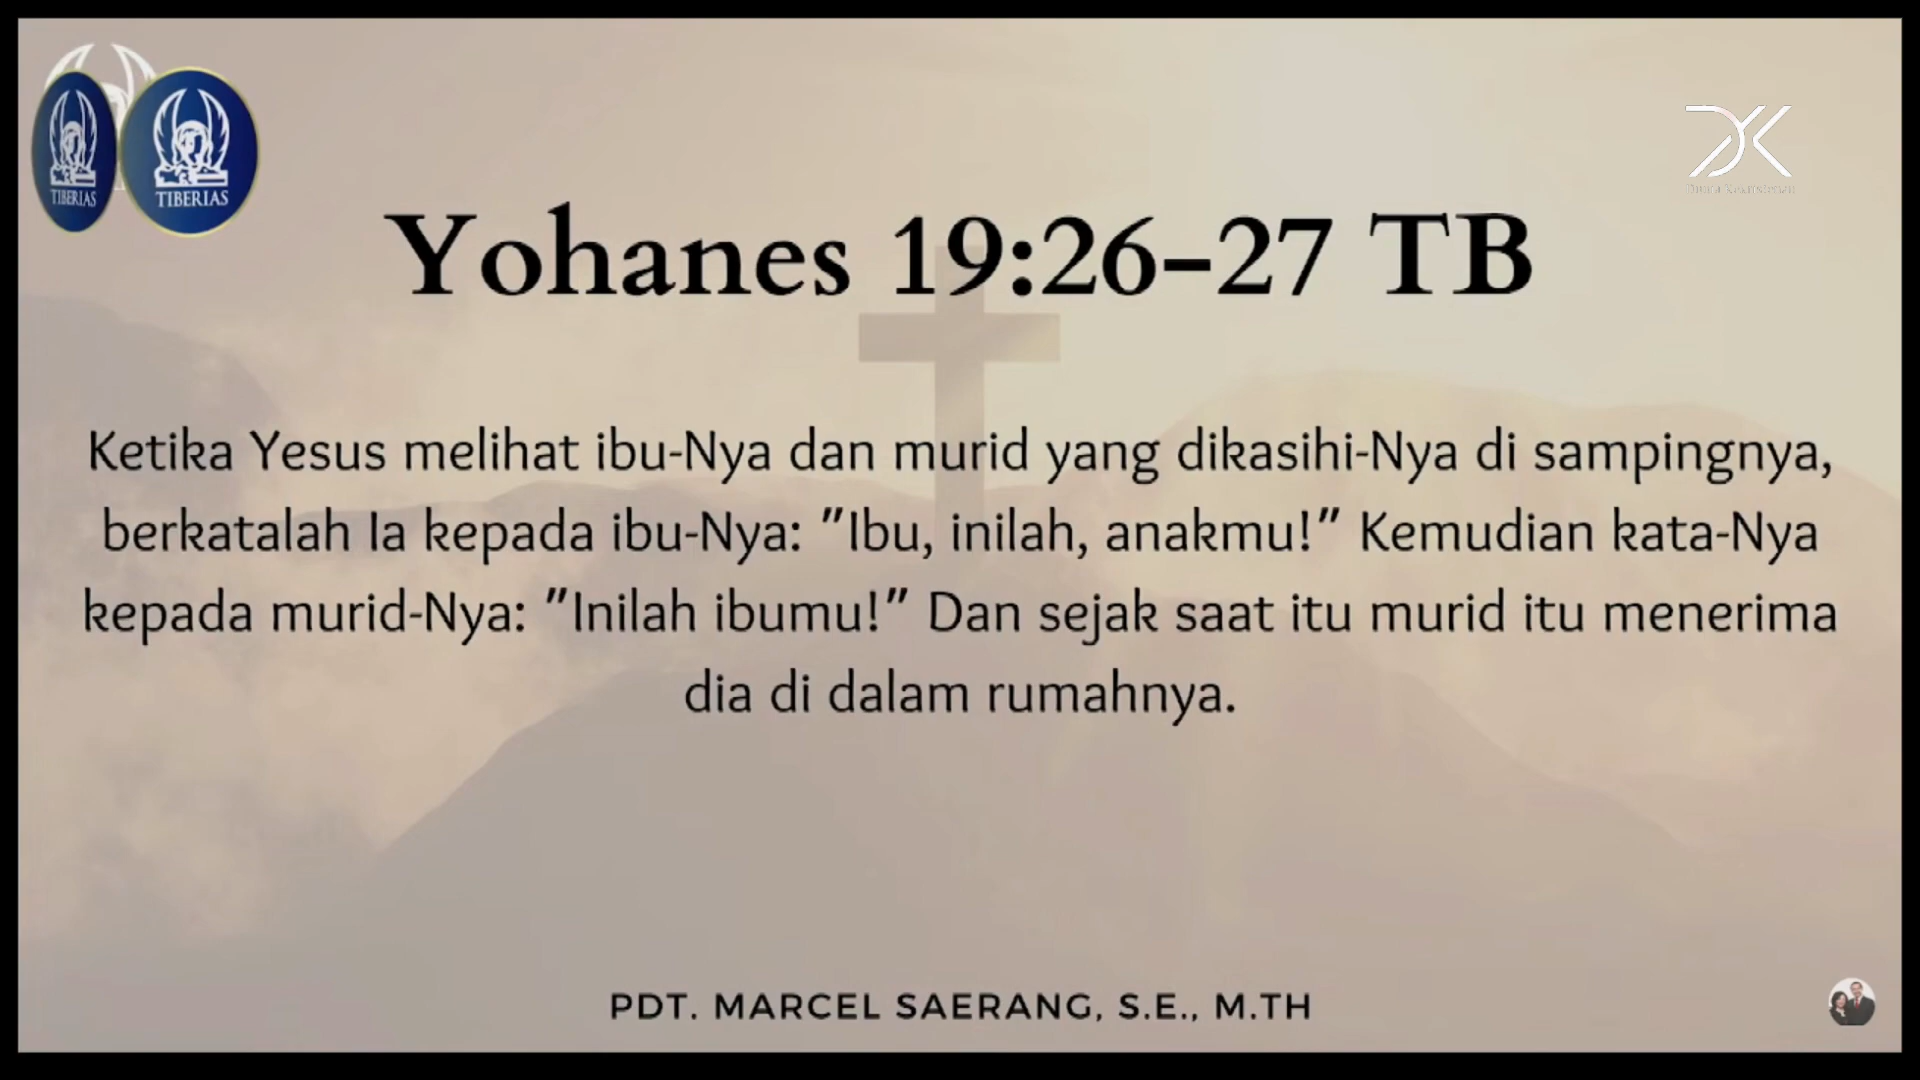 TIBERIAS
TIBERIAS
Yohanes 19:26–27 TB
Ketika Yesus melihat ibu-Nya dan murid yang dikasihi-Nya di sampingnya,
berkatalah Ia kepada ibu-Nya: "Ibu, inilah, anakmu!" Kemudian kata-Nya
kepada murid-Nya: "Inilah ibumu!" Dan sejak saat itu murid itu menerima
dia di dalam rumahnya.
PDT. MARCEL SAERANG, S.E., M.TH